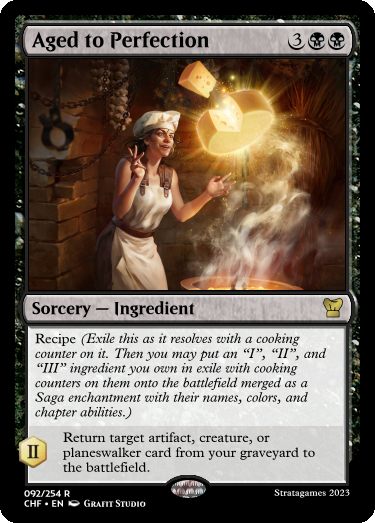 Aged to Perfection 3
Sorcery — Ingredient
Recipe (Exile this as it resolves with a cooking
counter on it. Then you may put an “I”, “II”, and
“III” ingredient you own in exile with cooking
counters on them onto the battlefield merged as a
Saga enchantment with their names, colors, and
chapter abilities.)
II
Return target artifact, creature, or
planeswalker card from your graveyard to
the battlefield.
092/254 R
CHF • EN Grafit Studio
Stratagames 2023